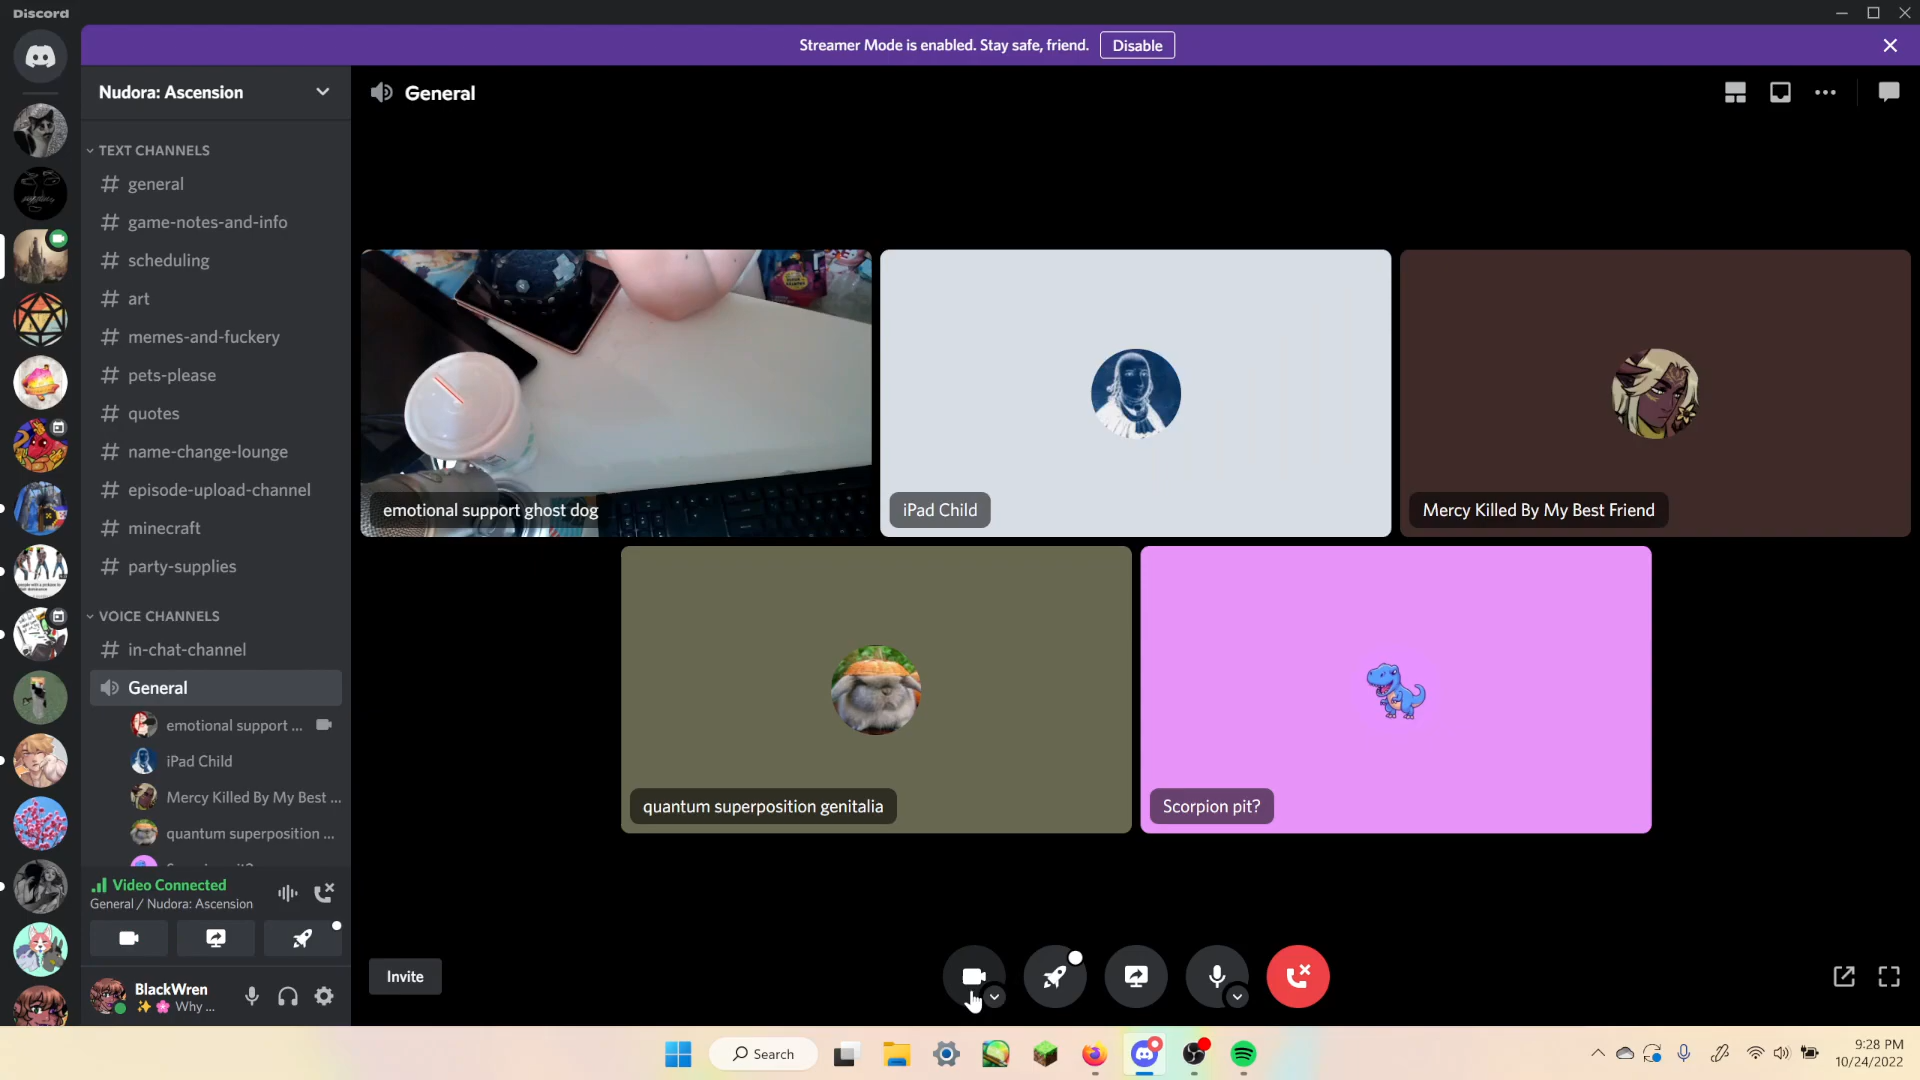 Discord
Streamer Mode is enabled. Stay safe, friend.
Disable
Nudora: Ascension
General
TEXT CHANNELS
general
game-notes-and-info
scheduling
art
memes-and-fuckery
pets-please
quotes
name-change-lounge
episode-upload-channel
minecraft
party-supplies
VOICE CHANNELS
in-chat-channel
General
emotional support ...
iPad Child
Mercy Killed By My Best ...
quantum superposition ...
Video Connected
General / Nudora: Ascension
BlackWren
Why ...
emotional support ghost dog
iPad Child
Mercy Killed By My Best Friend
quantum superposition genitalia
Scorpion pit?
Invite
Search
9:28 PM
10/24/2022